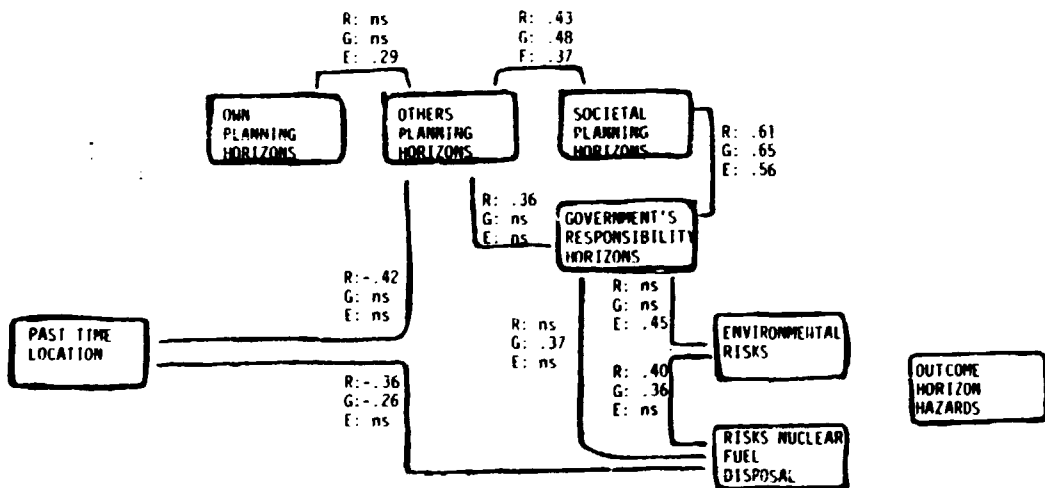 R: ns
G: ns
E: .29
R: .43
G: .48
F: .37
OWN
PLANNING
HORIZONS
OTHERS
PLANNING
HORIZONS
SOCIETAL
PLANNING
HORIZONS
R: .61
G: .65
E: .56
R: .36
G: ns
E: ns
GOVERNMENT'S
RESPONSIBILITY
HORIZONS
R:-.42
G: ns
E: ns
R: ns
G: ns
E: .45
PAST TIME
LOCATION
R: ns
G: .37
E: ns
ENVIRONMENTAL
RISKS
R: .40
G: .36
E: ns
OUTCOME
HORIZON
HAZARDS
R:-.36
G:-.26
E: ns
RISKS NUCLEAR
FUEL
DISPOSAL